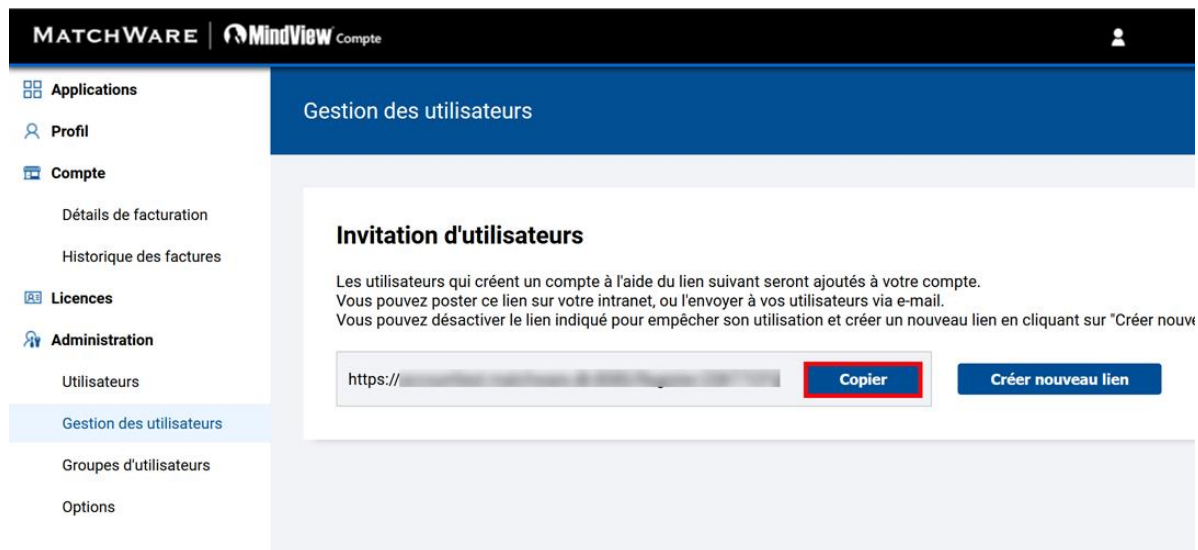 MATCHWARE | MindView Compte
Applications
Profil
Compte
Détails de facturation
Historique des factures
Licences
Administration
Utilisateurs
Gestion des utilisateurs
Groupes d'utilisateurs
Options
Gestion des utilisateurs
Invitation d'utilisateurs
Les utilisateurs qui créent un compte à l'aide du lien suivant seront ajoutés à votre compte.
Vous pouvez poster ce lien sur votre intranet, ou l'envoyer à vos utilisateurs via e-mail.
Vous pouvez désactiver le lien indiqué pour empêcher son utilisation et créer un nouveau lien en cliquant sur "Créer nouve
https://
Copier
Créer nouveau lien